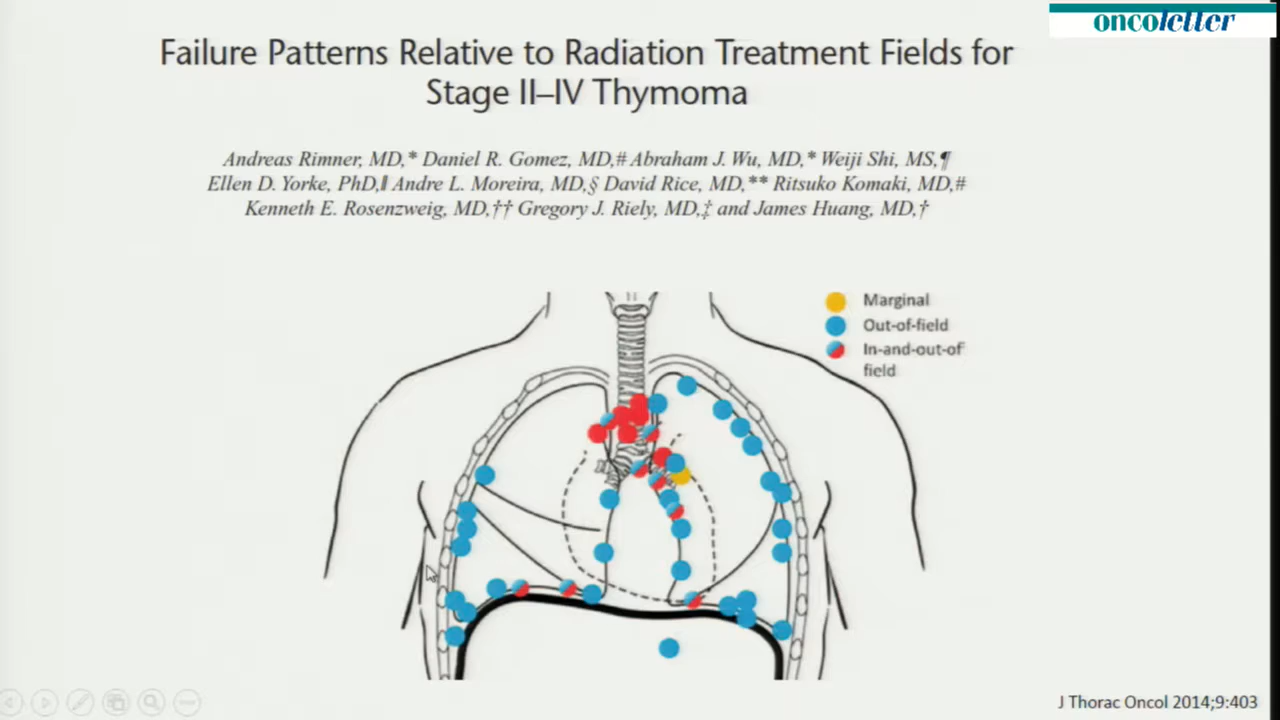 oncoletter
Failure Patterns Relative to Radiation Treatment Fields for
Stage II–IV Thymoma
Andreas Rimner, MD,* Daniel R. Gomez, MD,# Abraham J. Wu, MD,* Weiji Shi, MS,¶
Ellen D. Yorke, PhD,‖ Andre L. Moreira, MD,§ David Rice, MD,** Ritsuko Komaki, MD,#
Kenneth E. Rosenzweig, MD,†† Gregory J. Riely, MD,‡ and James Huang, MD,†
Marginal
Out-of-field
In-and-out-of
field
J Thorac Oncol 2014;9:403